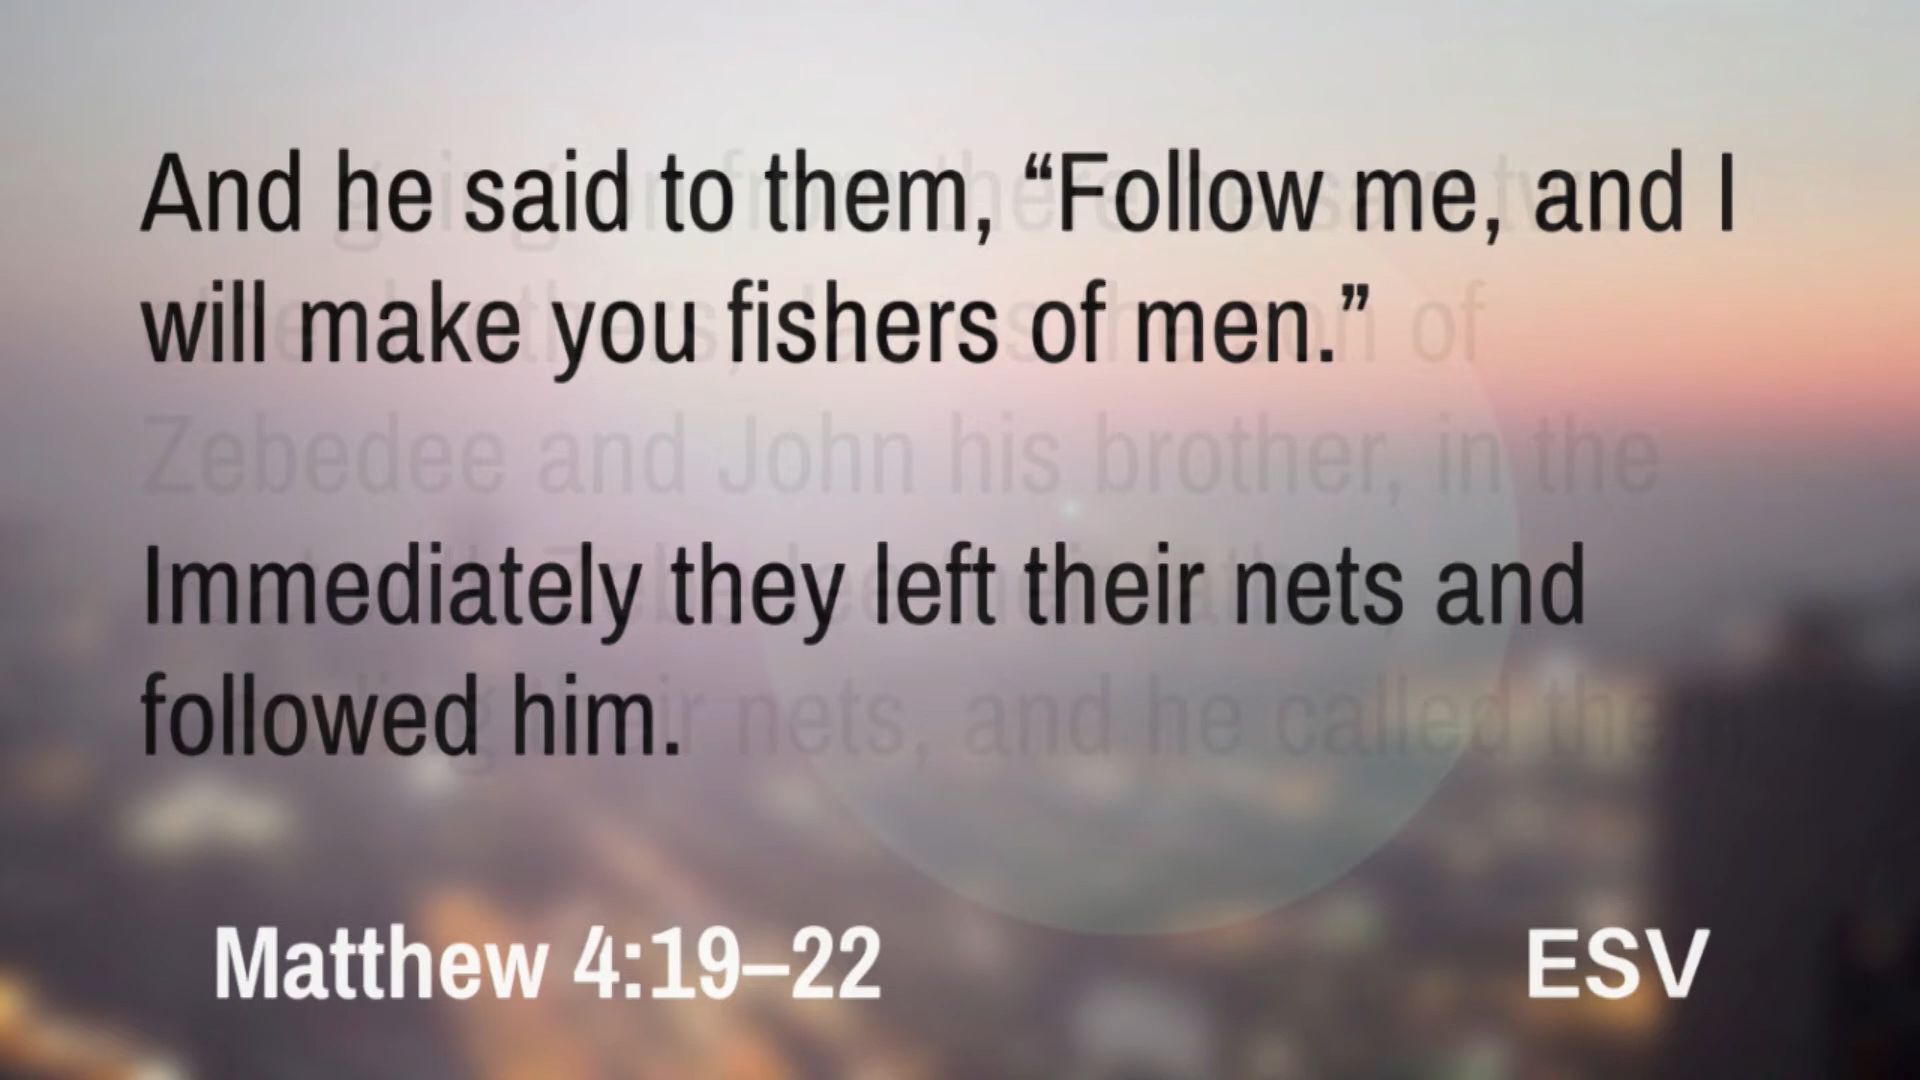 And he said to them, “Follow me, and I
will make you fishers of men.”
Zebedee and John his brother, in the
Immediately they left their nets and
followed him.
nets, and he called
Matthew 4:19–22
ESV